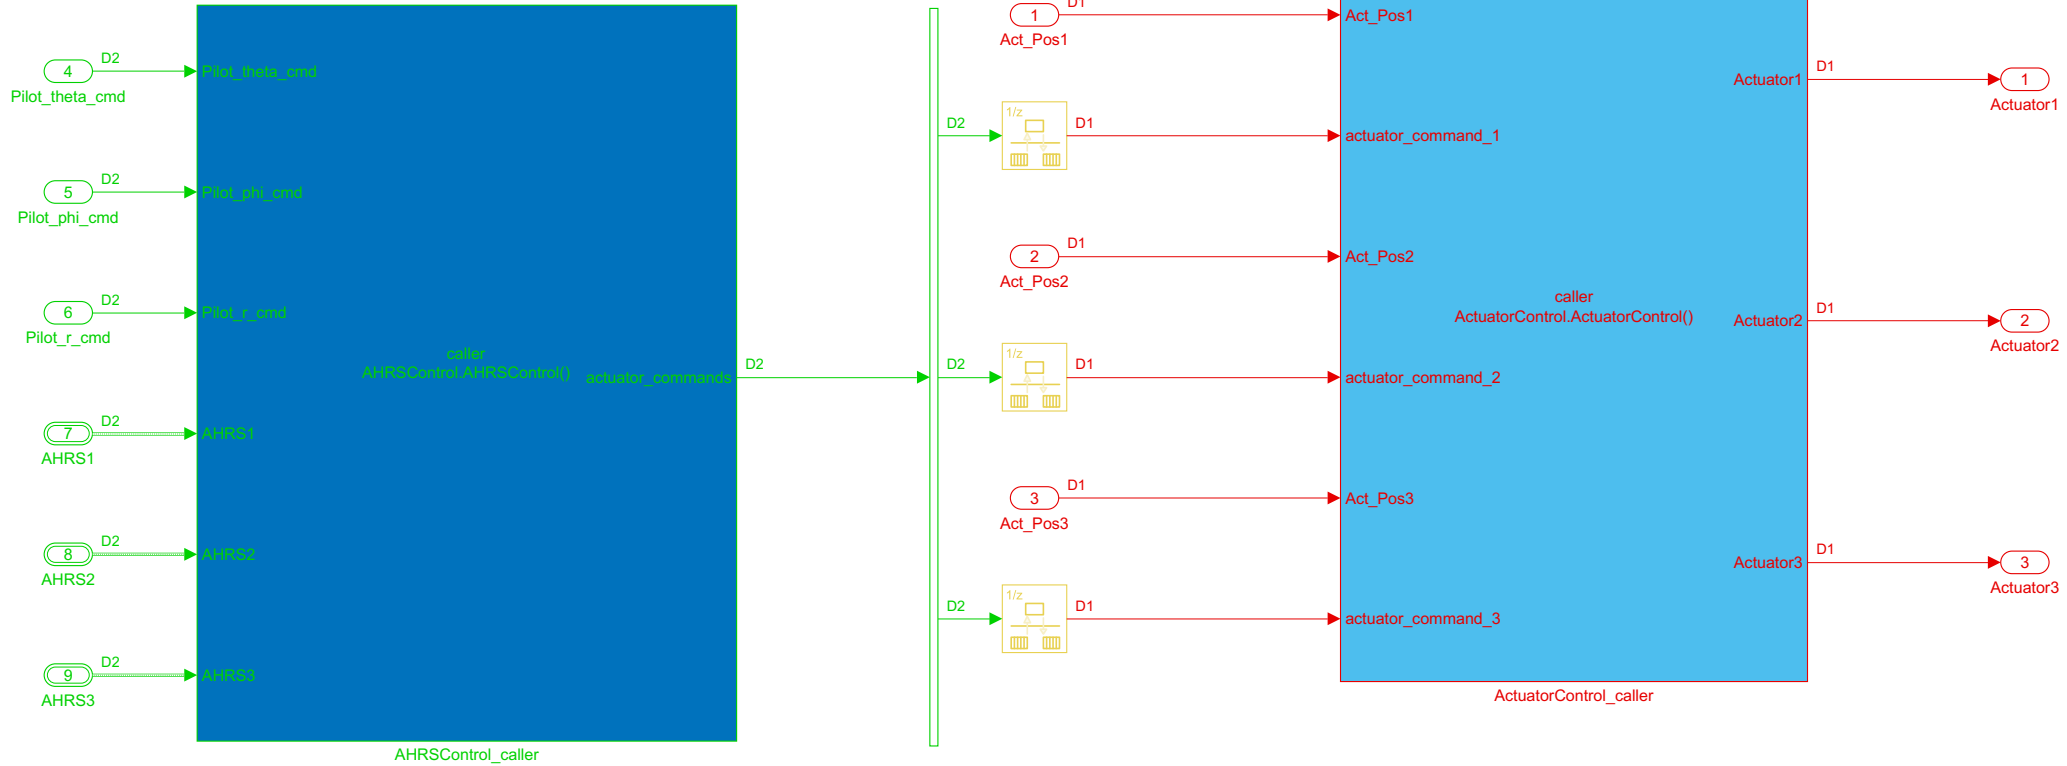 4
D2
Pilot_theta_cmd
Pilot_theta_cmd
5
D2
Pilot_phi_cmd
Pilot_phi_cmd
6
D2
Pilot_r_cmd
Pilot_r_cmd
caller
AHRSControl.AHRSControl()
actuator_commands
D2
7
D2
AHRS1
AHRS1
8
D2
AHRS2
AHRS2
9
D2
AHRS3
AHRS3
AHRSControl_caller
1
D1
Act_Pos1
Act_Pos1
D2
1/z
D1
actuator_command_1
2
D1
Act_Pos2
Act_Pos2
D2
1/z
D1
actuator_command_2
3
D1
Act_Pos3
Act_Pos3
D2
1/z
D1
actuator_command_3
caller
ActuatorControl.ActuatorControl()
Actuator1
D1
1
Actuator1
Actuator2
D1
2
Actuator2
Actuator3
D1
3
Actuator3
ActuatorControl_caller